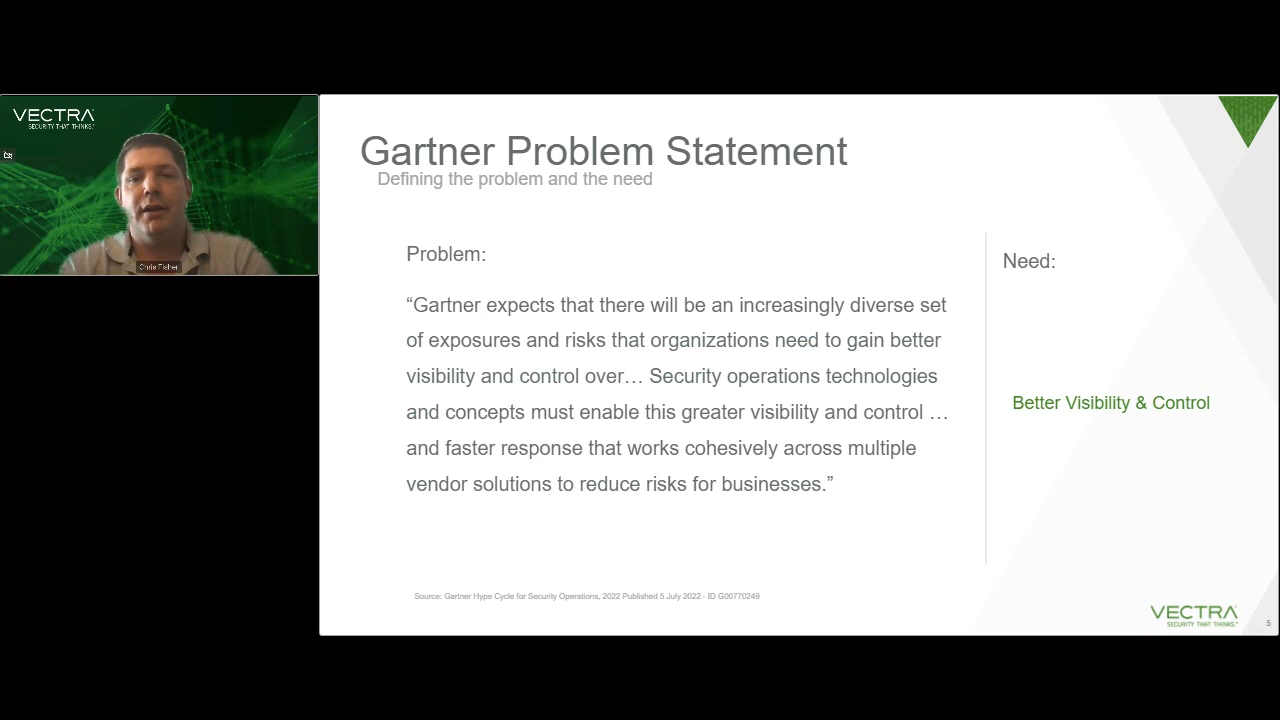 VECTRA
SECURITY THAT THINKS.
Chris Fisher
Gartner Problem Statement
Defining the problem and the need
Problem:
“Gartner expects that there will be an increasingly diverse set
of exposures and risks that organizations need to gain better
visibility and control over… Security operations technologies
and concepts must enable this greater visibility and control …
and faster response that works cohesively across multiple
vendor solutions to reduce risks for businesses.”
Need:
Better Visibility & Control
Source: Gartner Hype Cycle for Security Operations, 2022 Published 5 July 2022 - ID G00770249
VECTRA
SECURITY THAT THINKS.
5